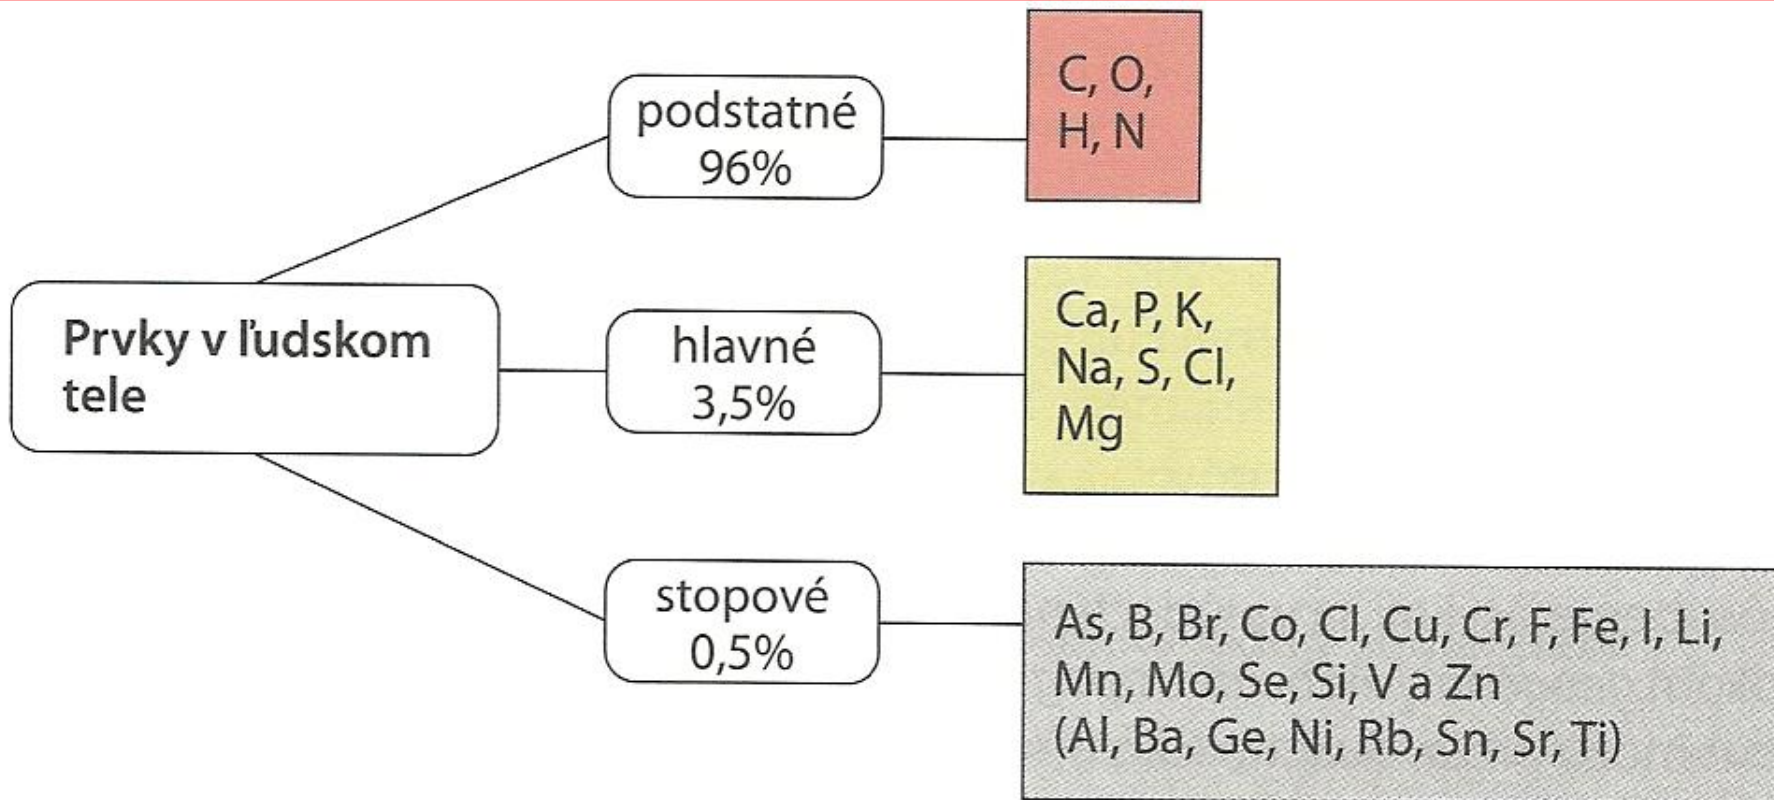 Prvky v ľudskom
tele
podstatné
96%
C, O,
H, N
hlavné
3,5%
Ca, P, K,
Na, S, Cl,
Mg
stopové
0,5%
As, B, Br, Co, Cl, Cu, Cr, F, Fe, I, Li,
Mn, Mo, Se, Si, V a Zn
(Al, Ba, Ge, Ni, Rb, Sn, Sr, Ti)